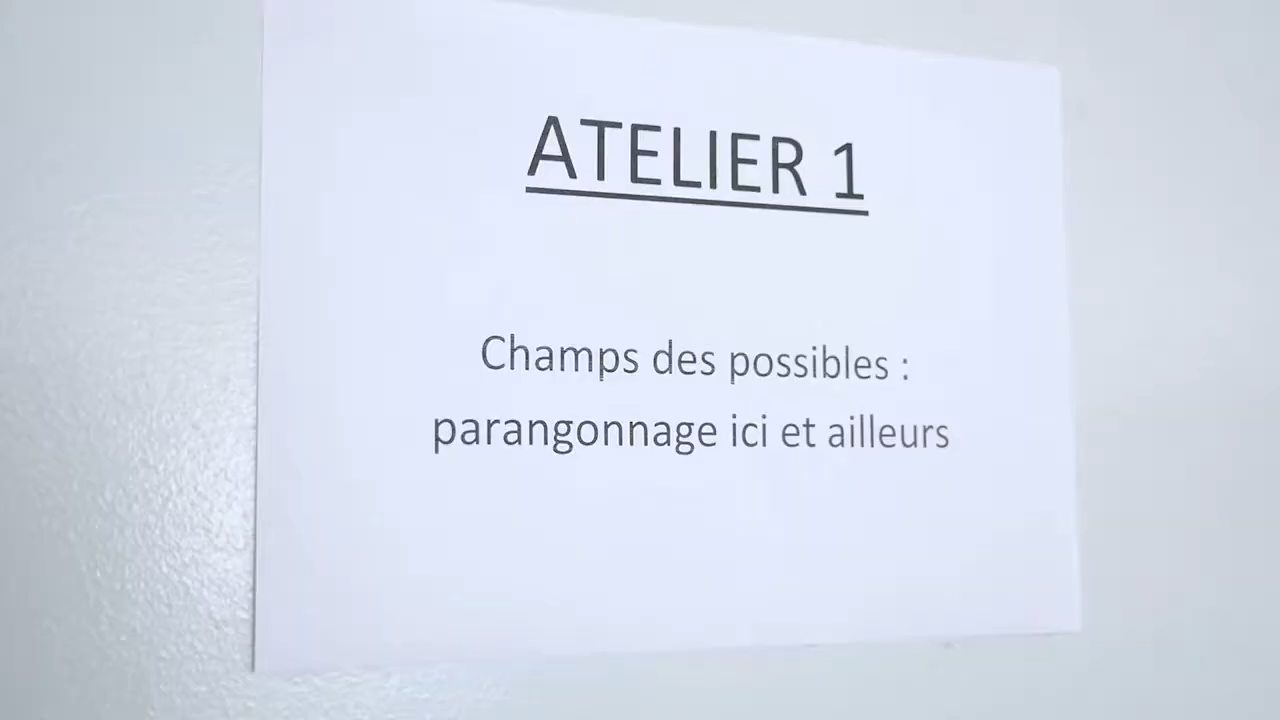 ATELIER 1
Champs des possibles :
parangonnage ici et ailleurs